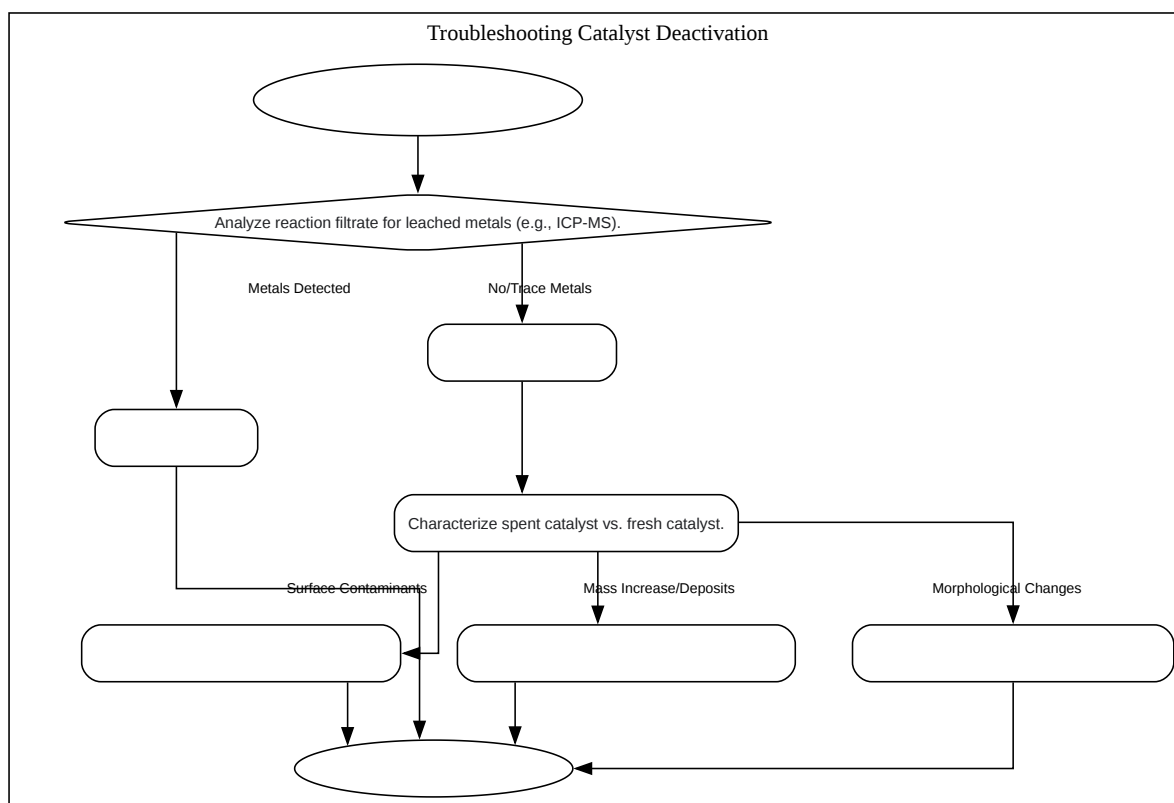 Troubleshooting Catalyst Deactivation
Analyze reaction filtrate for leached metals (e.g., ICP-MS).
Metals Detected
No/Trace Metals
Characterize spent catalyst vs. fresh catalyst.
Surface Contaminants
Mass Increase/Deposits
Morphological Changes